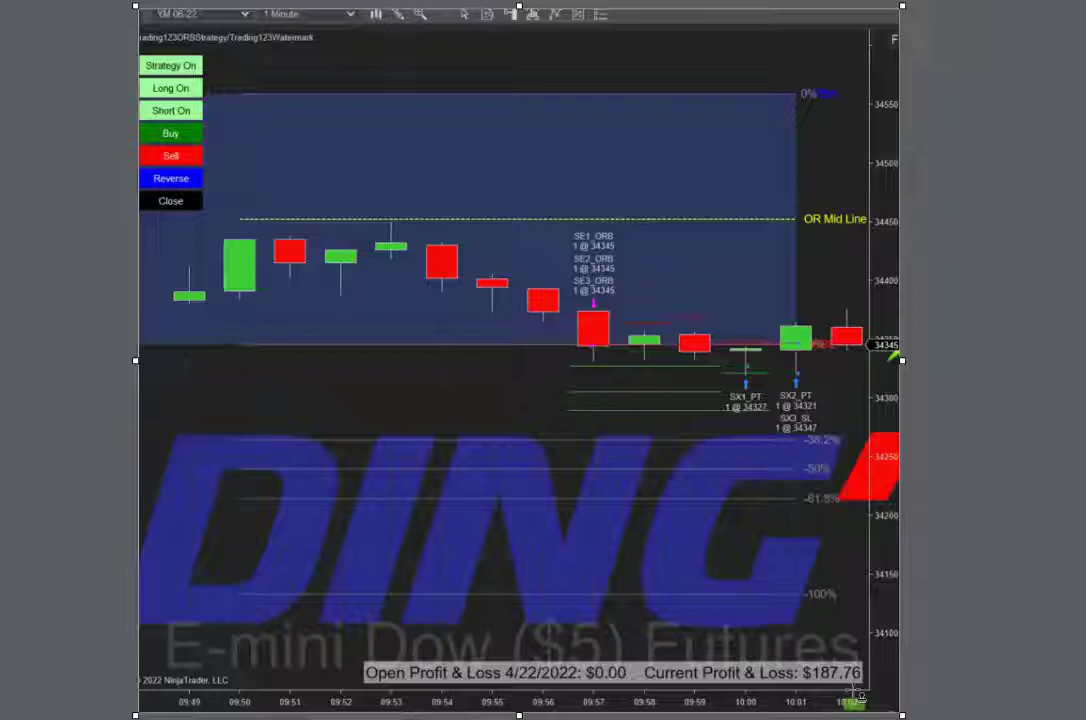 YM 06-22
1 Minute
rading123ORBStrategy/Trading123Watermark
F
Strategy On
Long On
Short On
Buy
Sell
Reverse
Close
0%
34550
34500
OR Mid Line
34450
SE1_ORB
1 @ 34345
SE2_ORB
1 @ 34345
SE3_ORB
1 @ 34345
34400
34345
SX1_PT
1 @ 34327
SX2_PT
1 @ 34321
SX3_SL
1 @ 34347
34300
-38.2%
34250
-50%
-61.8%
34200
DING
34150
-100%
34100
E-mini Dow ($5) Futures
Open Profit & Loss 4/22/2022: $0.00 Current Profit & Loss: $187.76
© 2022 NinjaTrader, LLC
09:49 09:50 09:51 09:52 09:53 09:54 09:55 09:56 09:57 09:58 09:59 10:00 10:01 10:02